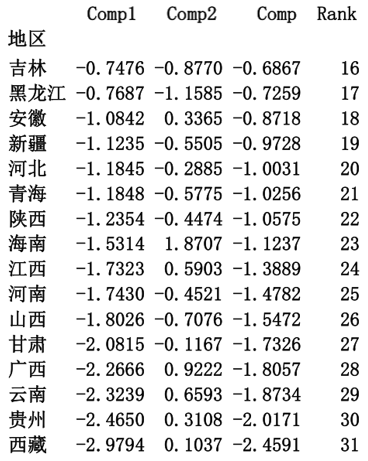 Comp1 Comp2 Comp Rank
地区
吉林 -0.7476 -0.8770 -0.6867 16
黑龙江 -0.7687 -1.1585 -0.7259 17
安徽 -1.0842 0.3365 -0.8718 18
新疆 -1.1235 -0.5505 -0.9728 19
河北 -1.1845 -0.2885 -1.0031 20
青海 -1.1848 -0.5775 -1.0256 21
陕西 -1.2354 -0.4474 -1.0575 22
海南 -1.5314 1.8707 -1.1237 23
江西 -1.7323 0.5903 -1.3889 24
河南 -1.7430 -0.4521 -1.4782 25
山西 -1.8026 -0.7076 -1.5472 26
甘肃 -2.0815 -0.1167 -1.7326 27
广西 -2.2666 0.9222 -1.8057 28
云南 -2.3239 0.6593 -1.8734 29
贵州 -2.4650 0.3108 -2.0171 30
西藏 -2.9794 0.1037 -2.4591 31